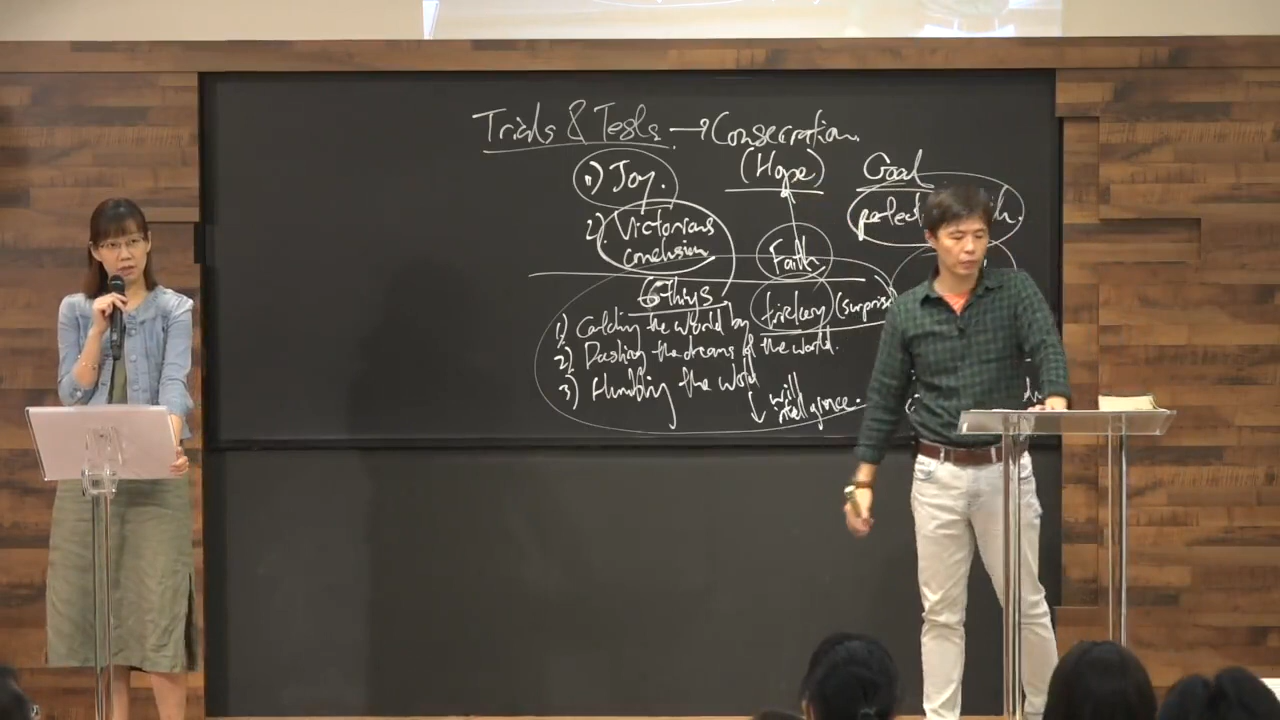 Trials & Tests. → Consecration.
1) Joy.
(Hope)
Goal
2) Victorious
conclusion
Faith
6 things
1) Catching the world by trickery (surprise
2) Dashing the dreams of the world.
3) Humbling the world
↓ will
intelligence.